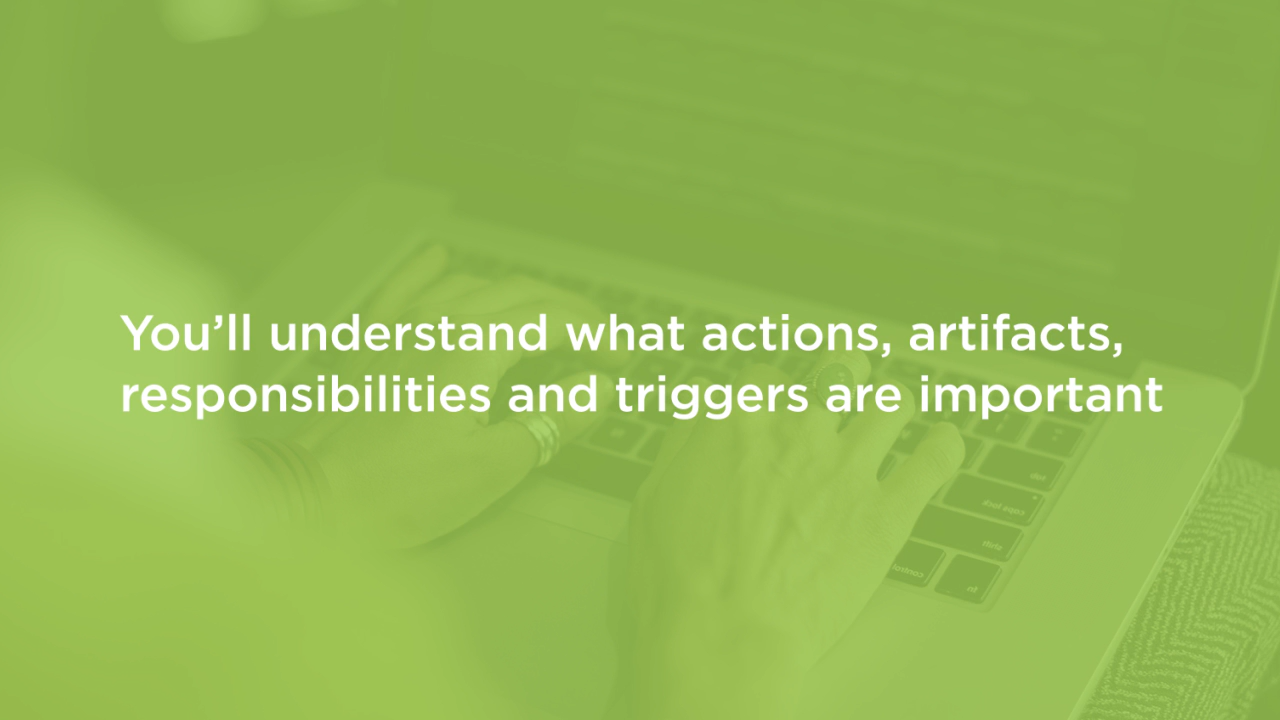 You’ll understand what actions, artifacts,
responsibilities and triggers are important